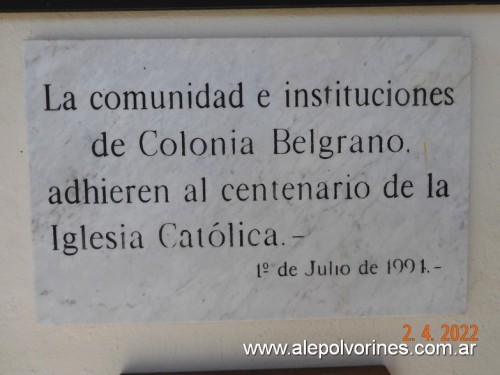 La comunidad e instituciones
de Colonia Belgrano.
adhieren al centenario de la
Iglesia Católica.-
1º de Julio de 1991.-
2.4.2022
www.alepolvorines.com.ar